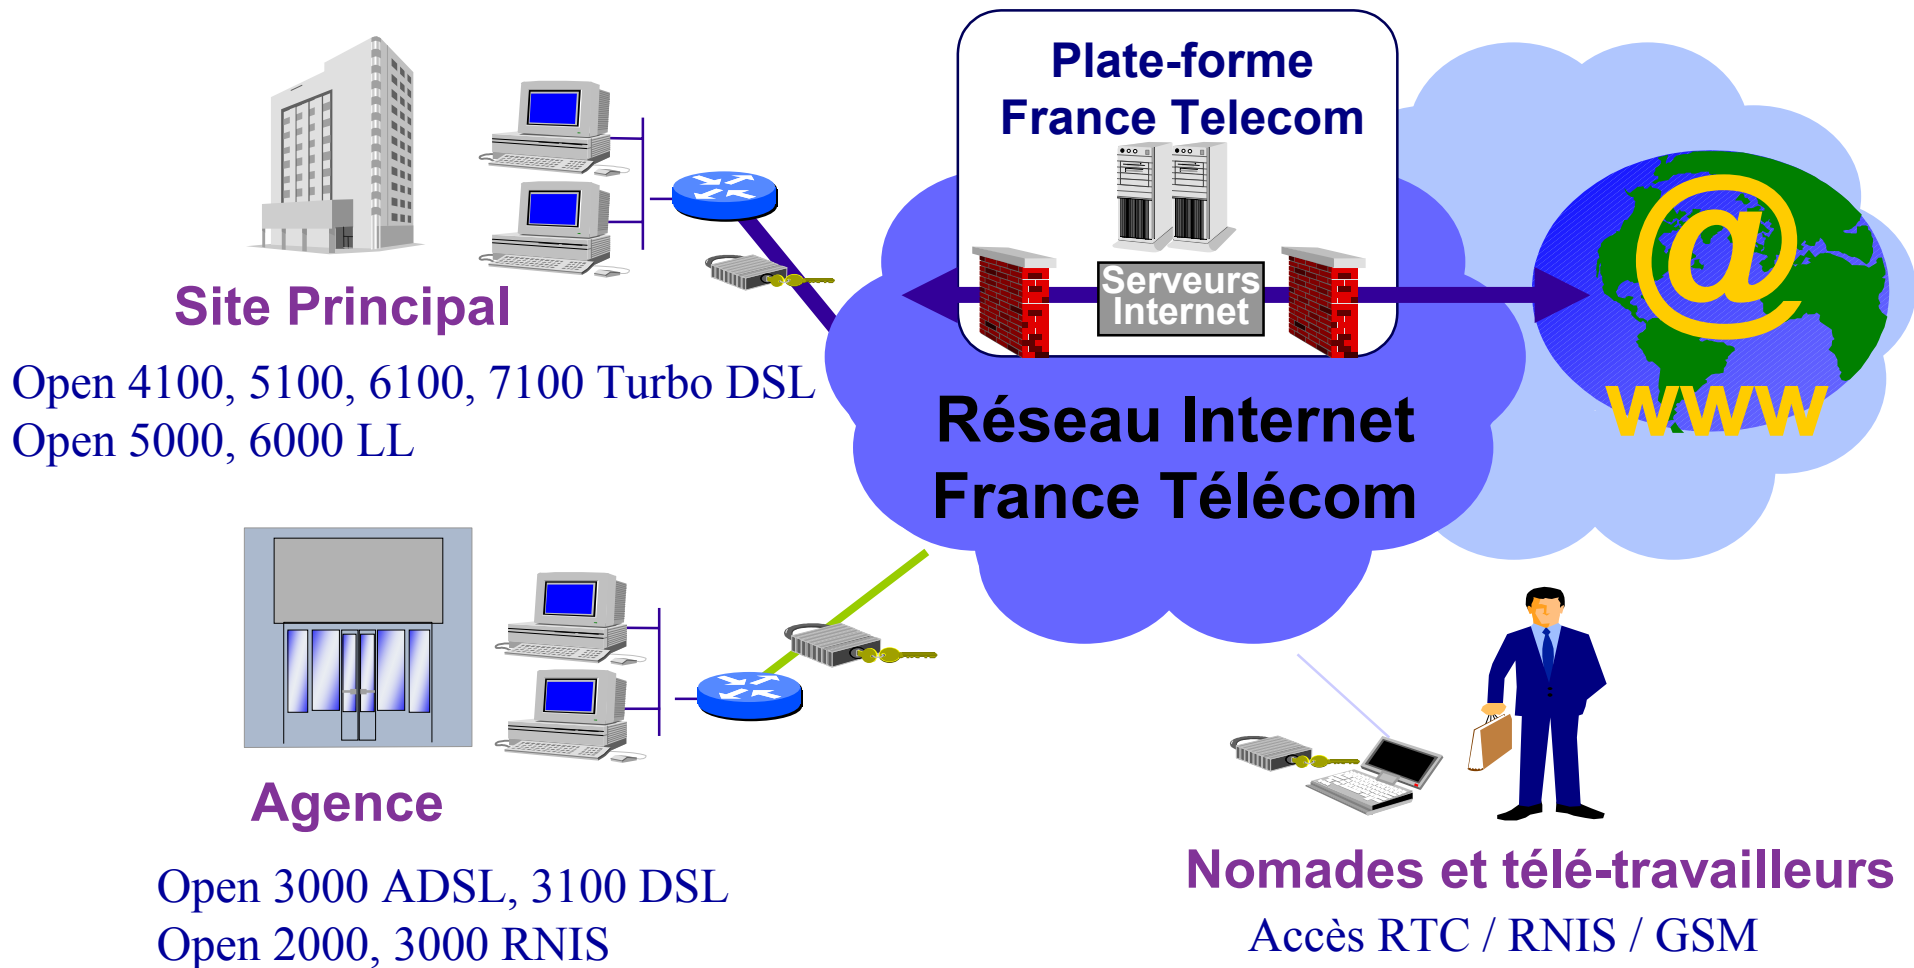 Plate-forme
France Telecom
Serveurs
Internet
@
www
Site Principal
Open 4100, 5100, 6100, 7100 Turbo DSL
Open 5000, 6000 LL
Réseau Internet
France Télécom
Agence
Open 3000 ADSL, 3100 DSL
Open 2000, 3000 RNIS
Nomades et télé-travailleurs
Accès RTC / RNIS / GSM